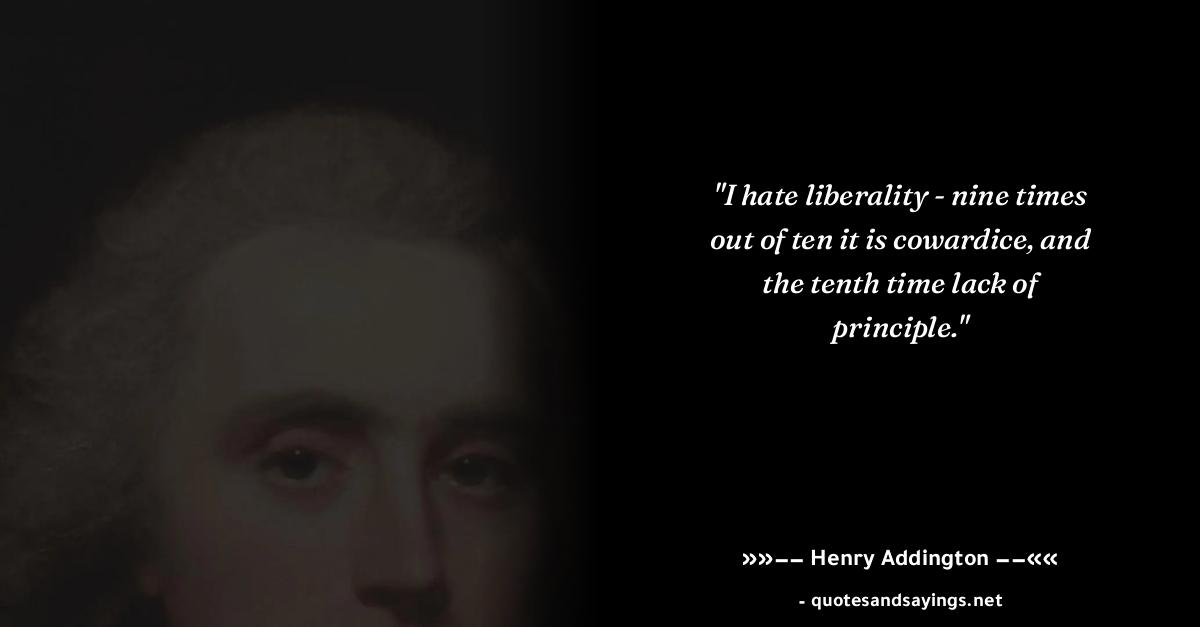 "I hate liberality - nine times
out of ten it is cowardice, and
the tenth time lack of
principle."
»»−− Henry Addington −−««
- quotesandsayings.net